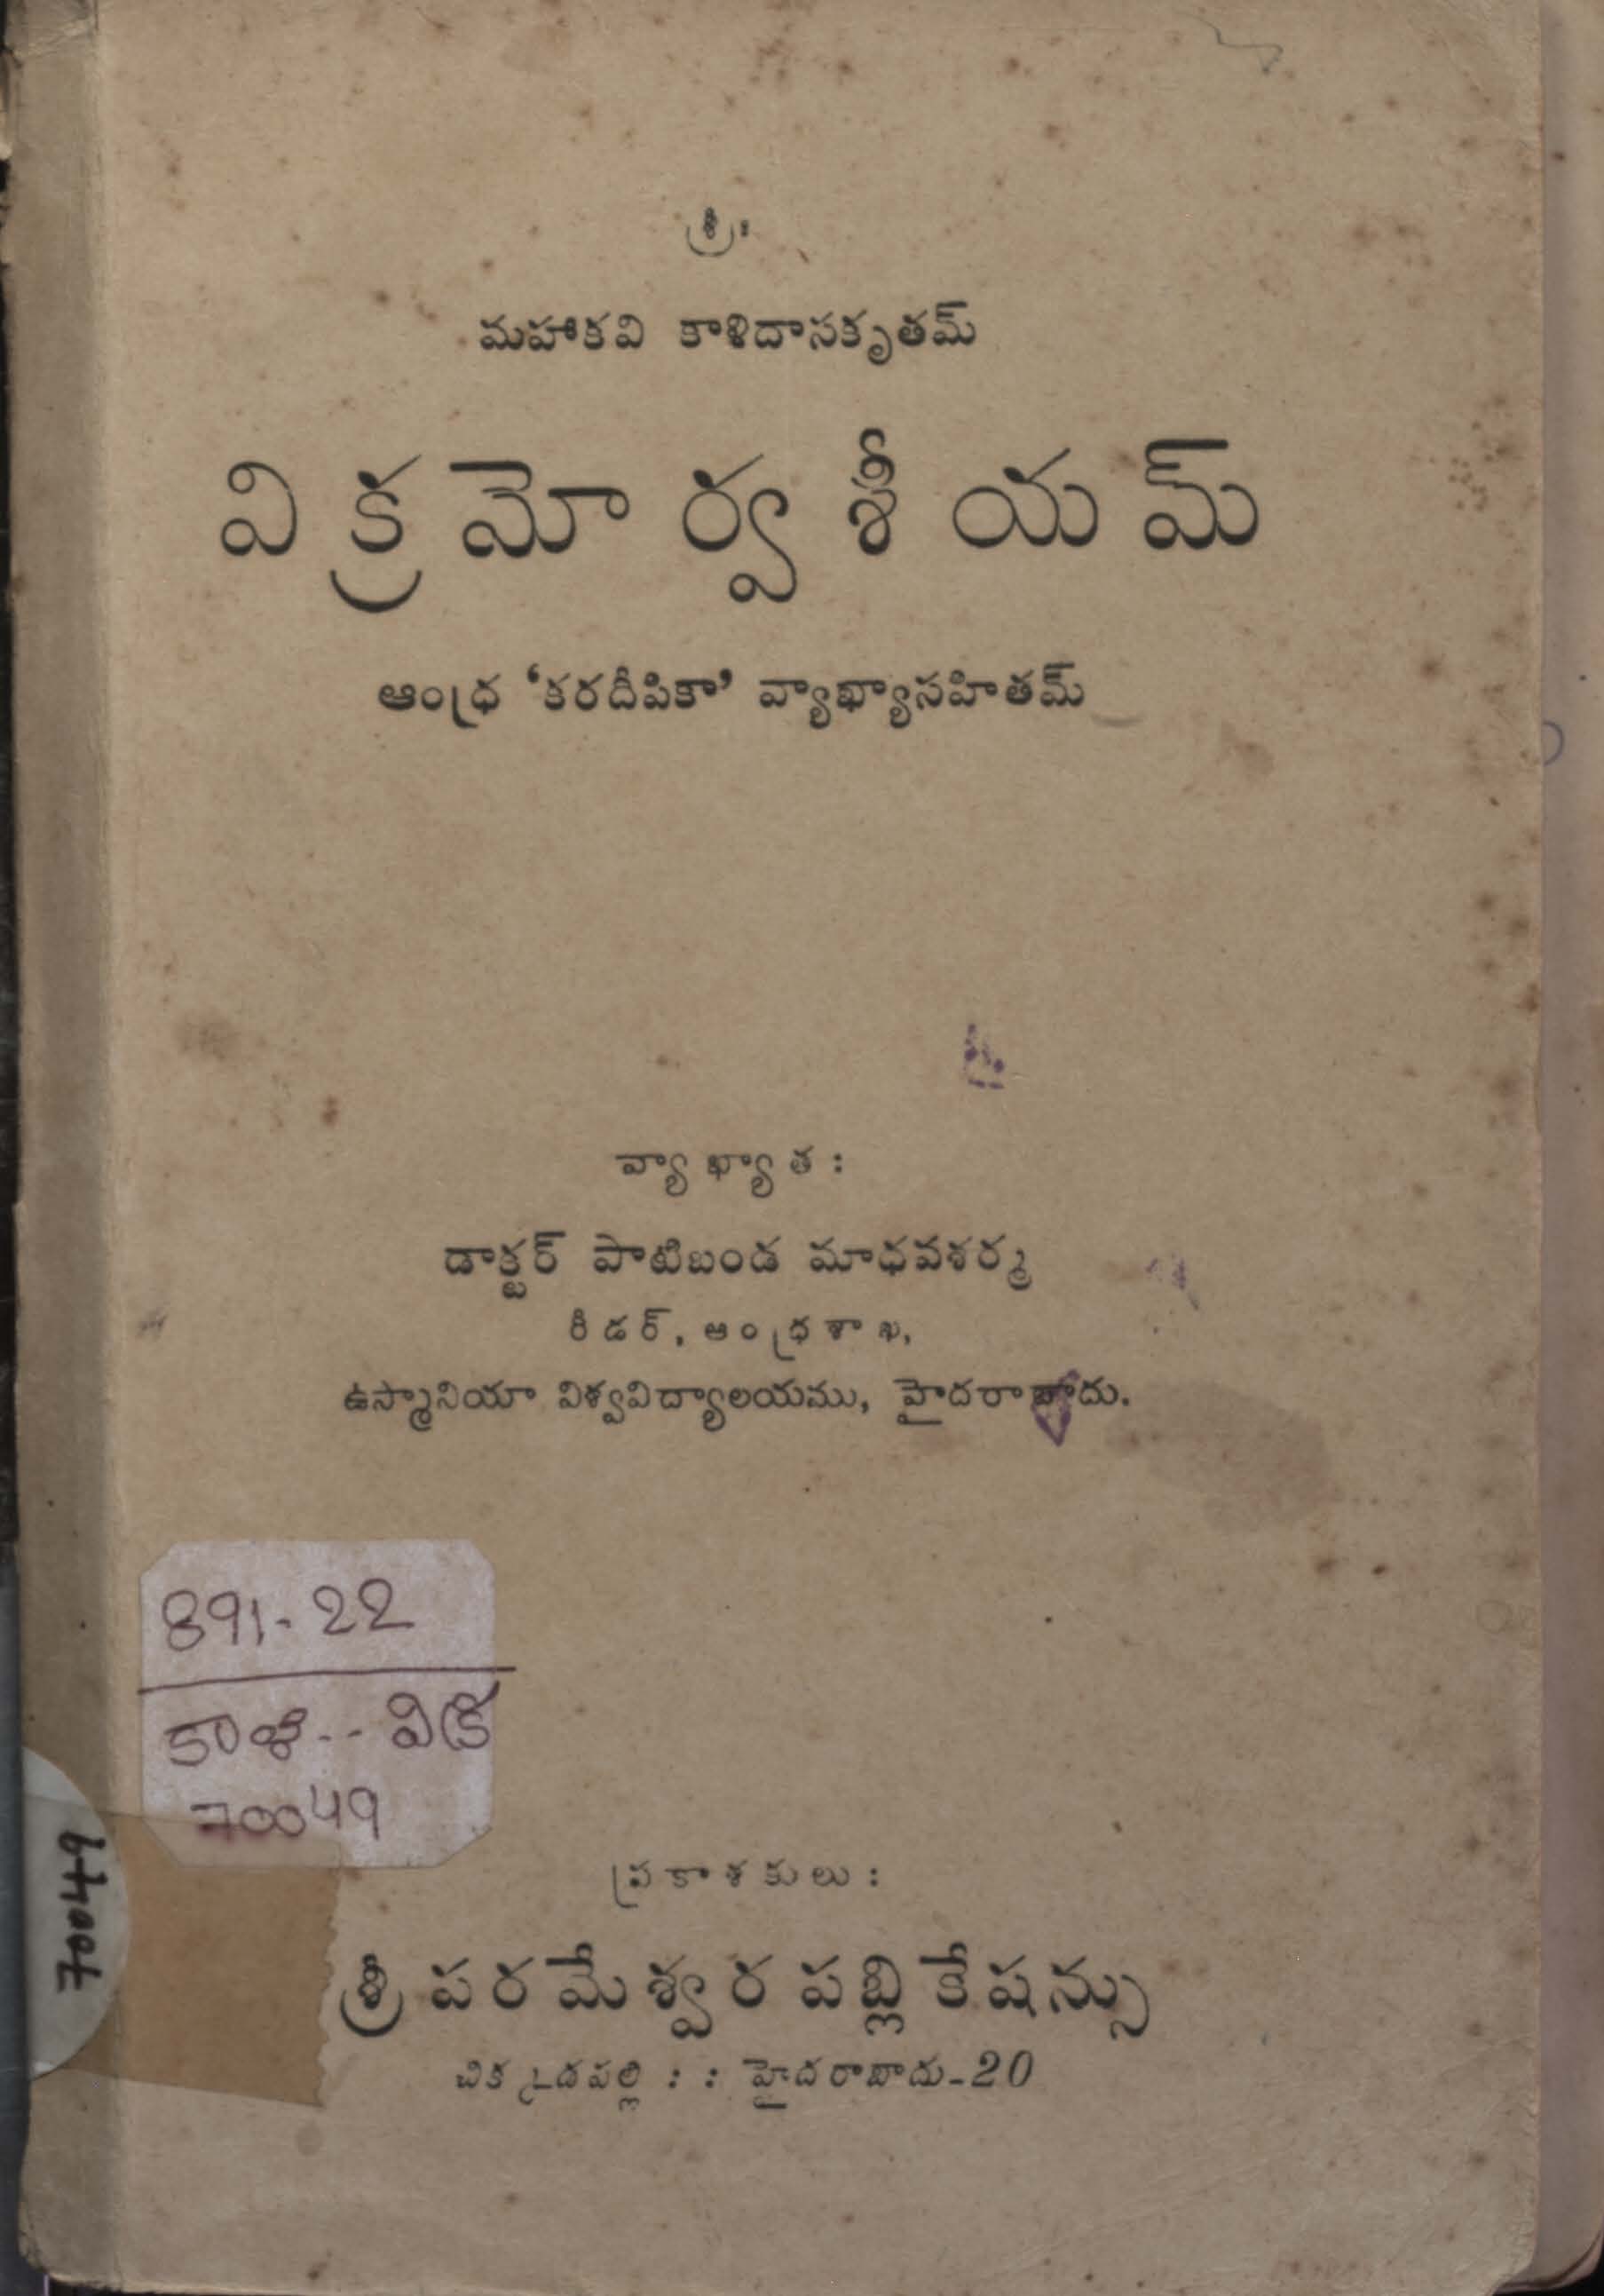 శ్రీః
మహాకవి కాళిదాసకృతమ్
విక్రమోర్వశీయమ్
ఆంధ్ర ‘కరదీపికా’ వ్యాఖ్యాసహితమ్
వ్యాఖ్యాత :
డాక్టర్ పాటిబండ మాధవశర్మ
రీడర్, ఆంధ్రశాఖ,
ఉస్మానియా విశ్వవిద్యాలయము, హైదరాబాదు.
891-22
కాళి-- విక్ర
70049
70049
ప్రకాశకులు :
శ్రీ పరమేశ్వర పబ్లికేషన్సు
చిక్కడపల్లి : : హైదరాబాదు-20